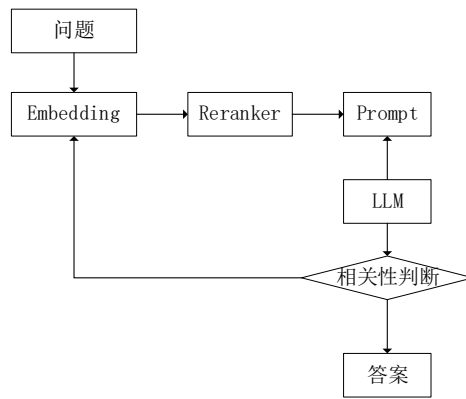 问题
Embedding
Reranker
Prompt
LLM
相关性判断
答案